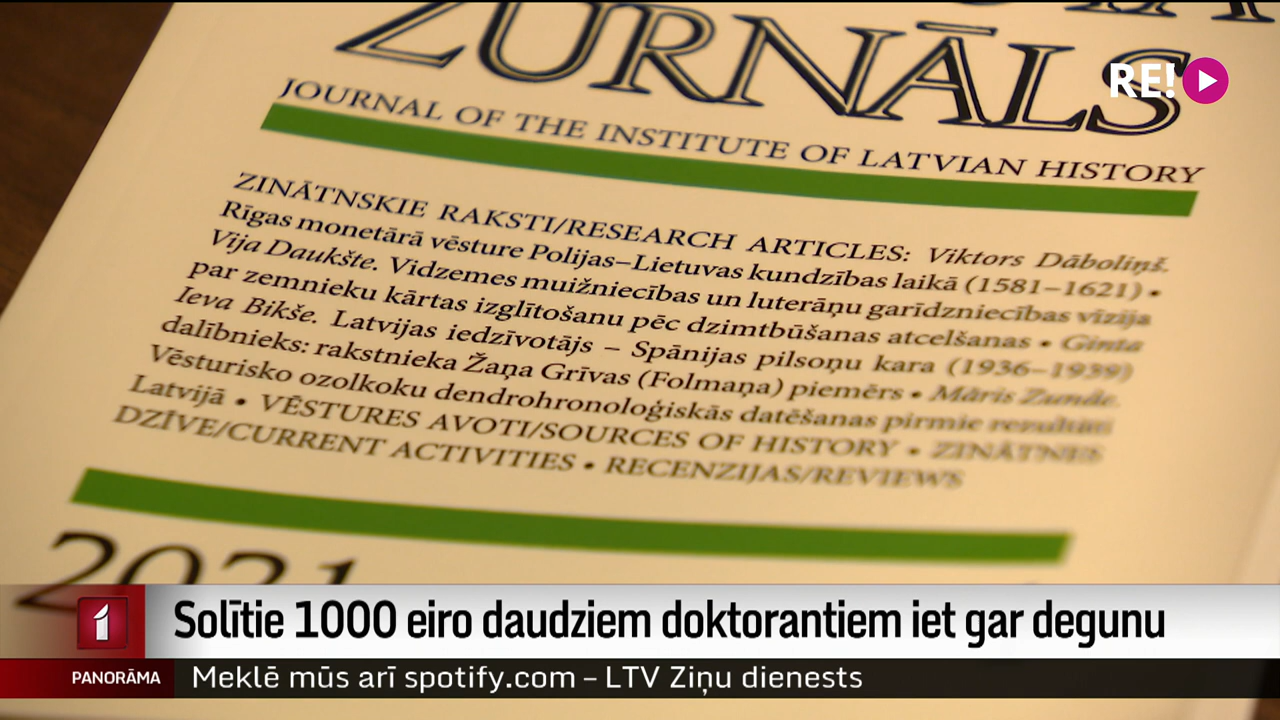 ŽURNĀLS
RE!
JOURNAL OF THE INSTITUTE OF LATVIAN HISTORY
ZINĀTNSKIE RAKSTI/RESEARCH ARTICLES: Viktors Dāboliņš.
Rīgas monetārā vēsture Polijas–Lietuvas kundzības laikā (1581–1621) •
Vija Daukšte. Vidzemes muižniecības un luterāņu garīdzniecības vīzija
par zemnieku kārtas izglītošanu pēc dzimtbūšanas atcelšanas • Ginta
Ieva Bikše. Latvijas iedzīvotājs – Spānijas pilsoņu kara (1936–1939)
dalībnieks: rakstnieka Žaņa Grīvas (Folmaņa) piemērs • Māris Zunde.
Vēsturisko ozolkoku dendrohronoloģiskās datēšanas pirmie rezultāti
Latvijā • VĒSTURES AVOTI/SOURCES OF HISTORY • ZINĀTNES
DZĪVE/CURRENT ACTIVITIES • RECENZIJAS/REVIEWS
2021
1 Solītie 1000 eiro daudziem doktorantiem iet gar degunu
PANORĀMA Meklē mūs arī spotify.com – LTV Ziņu dienests